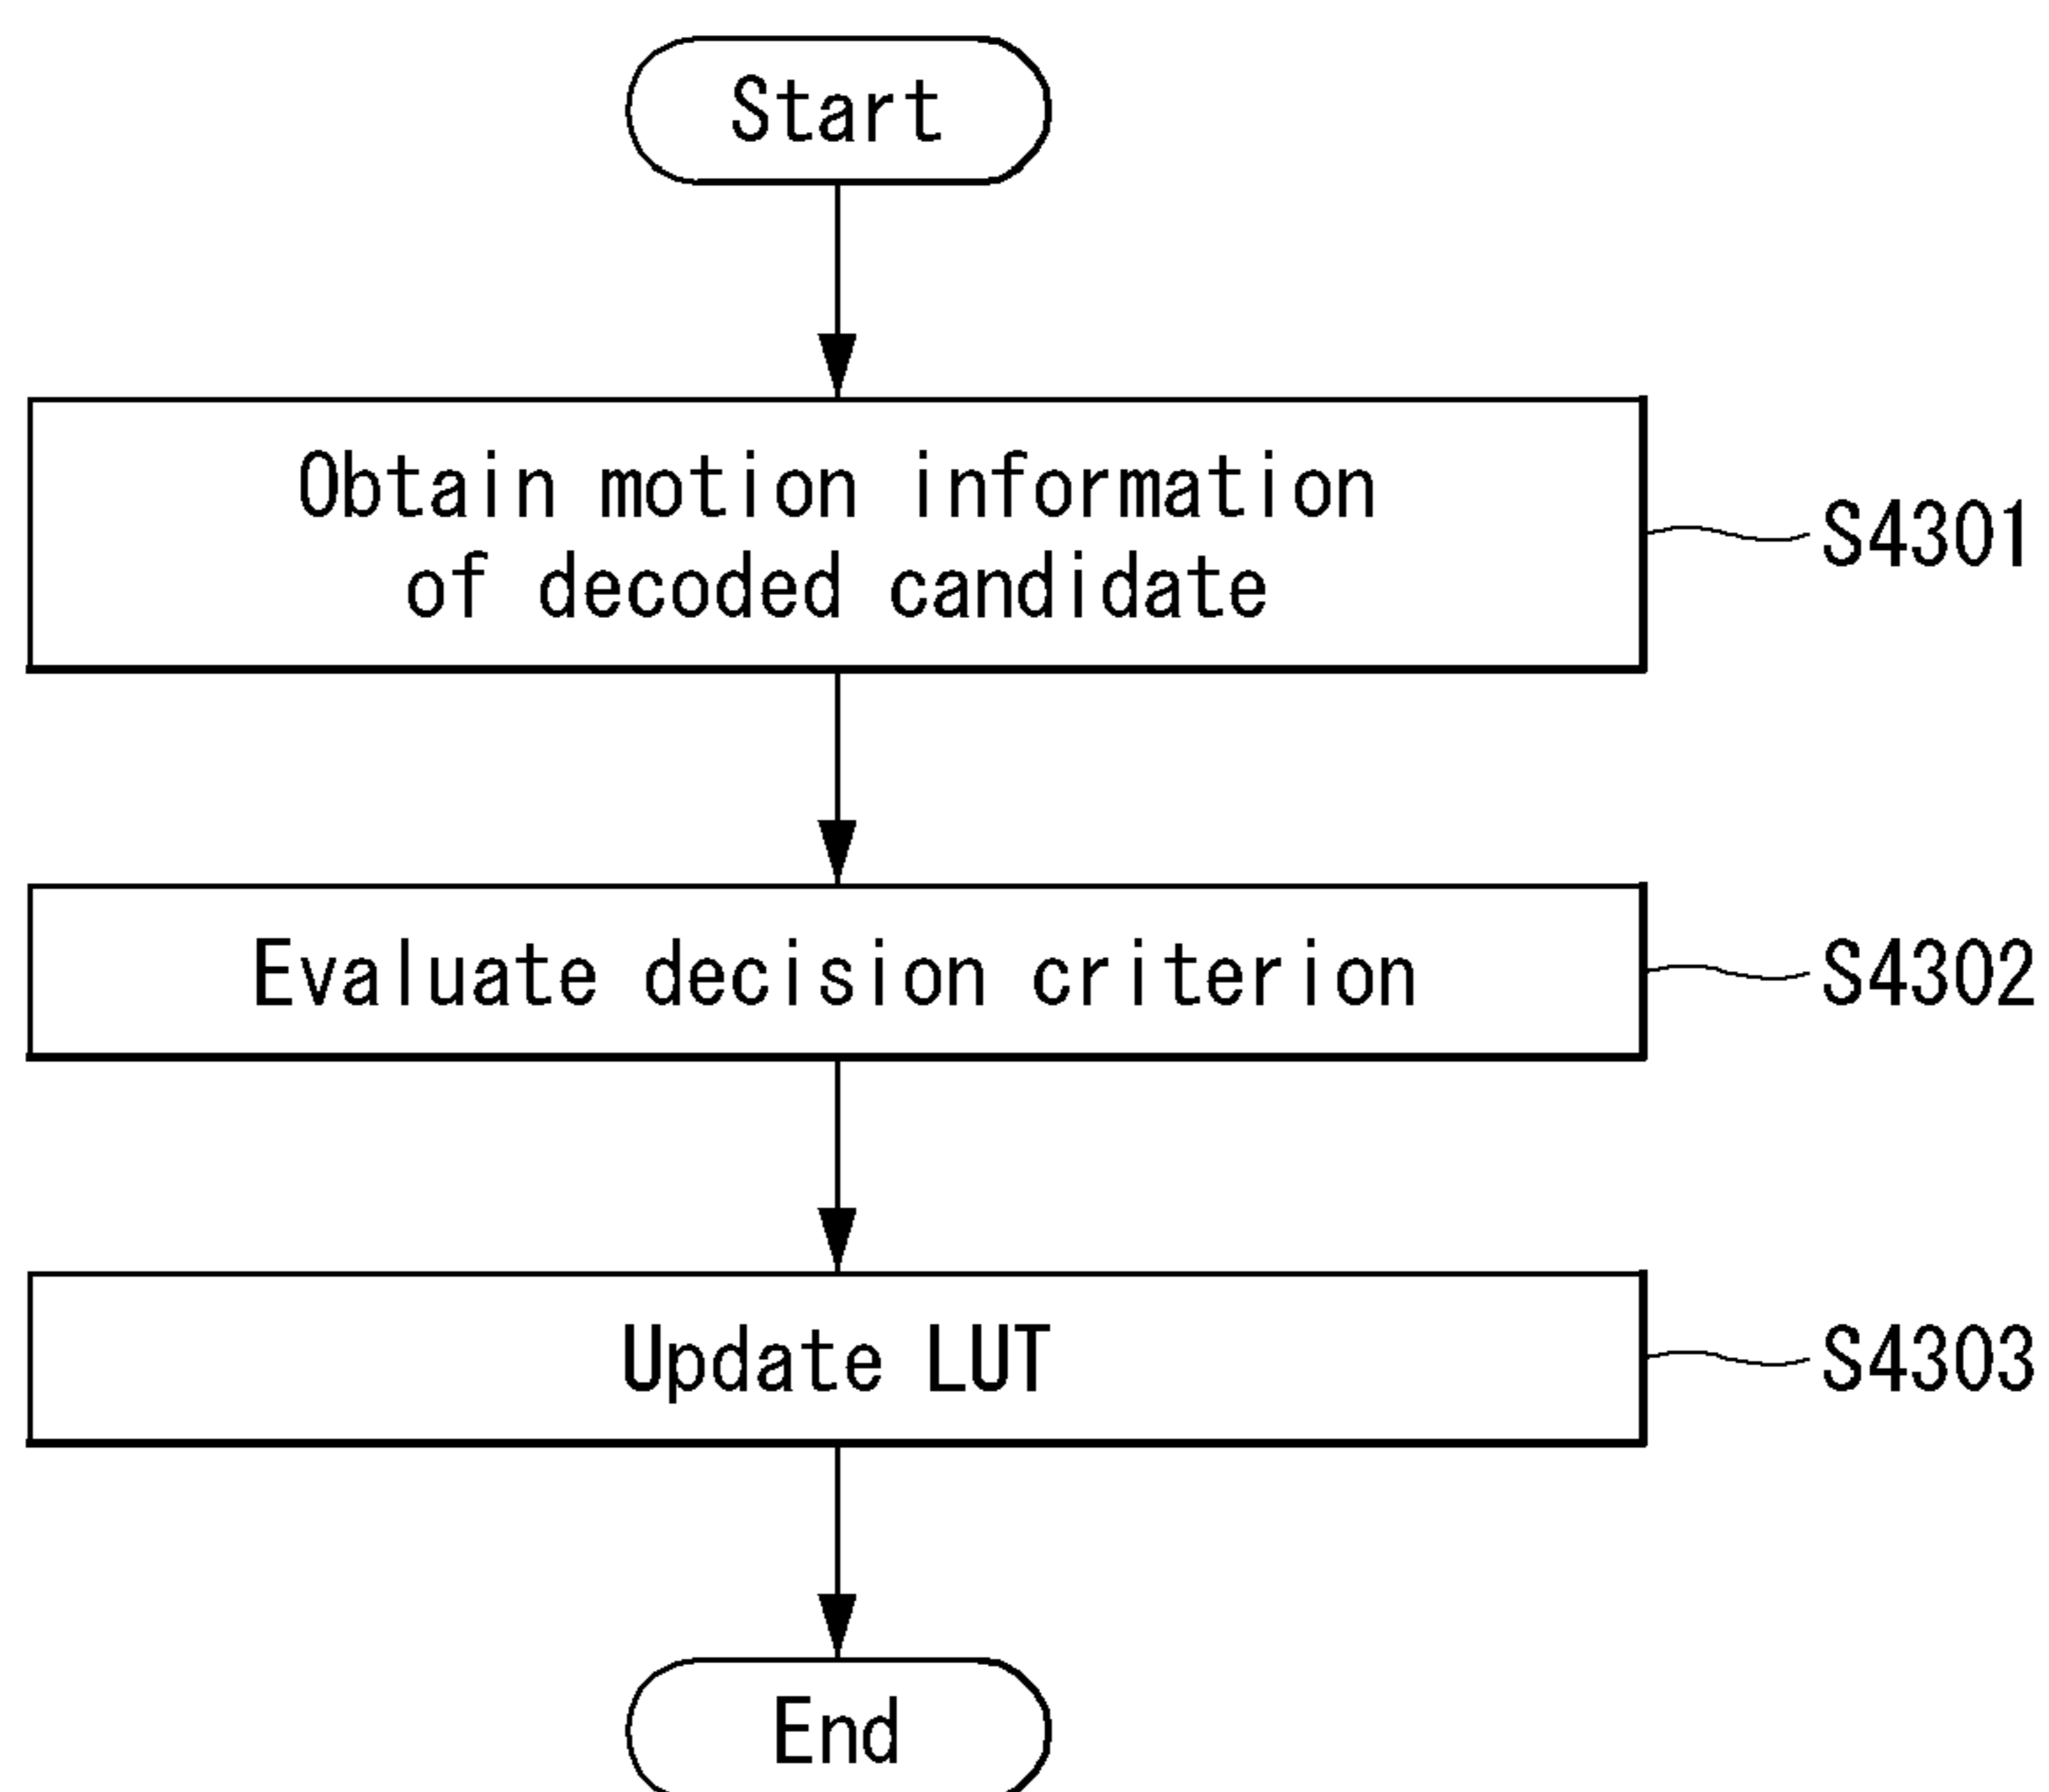 Start
Obtain motion information
of decoded candidate
S4301
Evaluate decision criterion
S4302
Update LUT
S4303
End